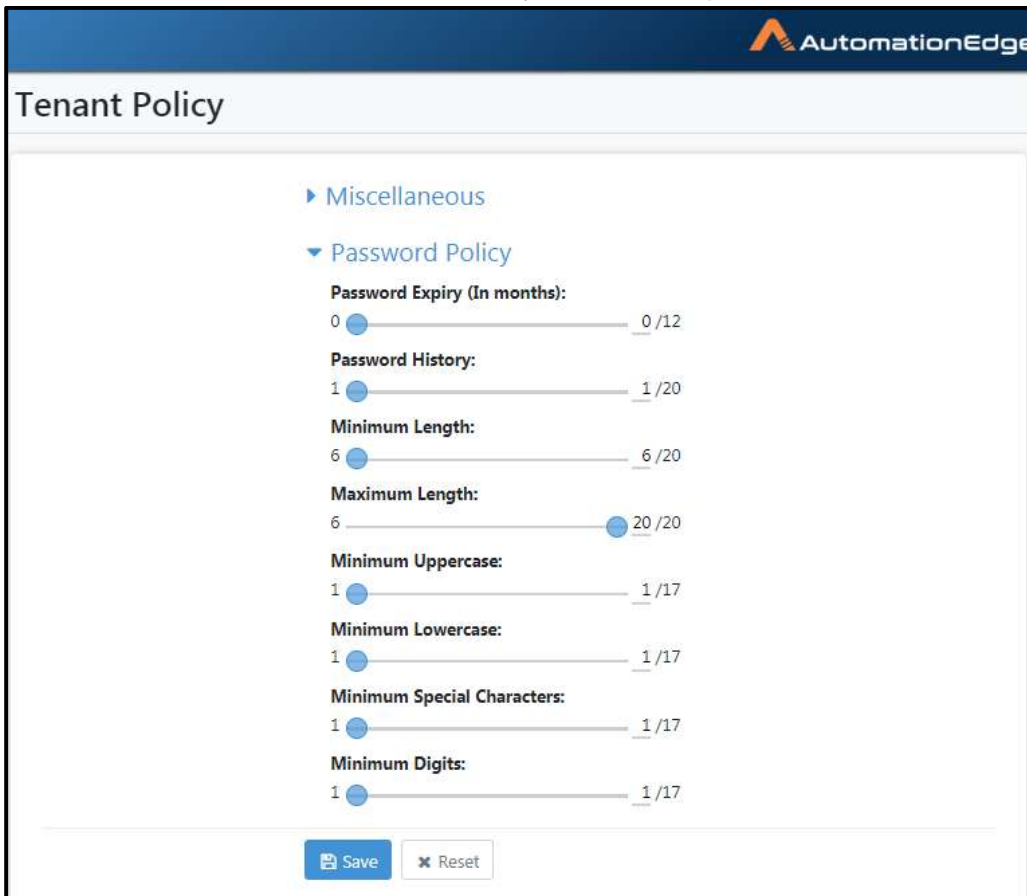 AutomationEdge
Tenant Policy
Miscellaneous
Password Policy
Password Expiry (In months):
0 0 /12
Password History:
1 1 /20
Minimum Length:
6 6 /20
Maximum Length:
6 20 /20
Minimum Uppercase:
1 1 /17
Minimum Lowercase:
1 1 /17
Minimum Special Characters:
1 1 /17
Minimum Digits:
1 1 /17
Save Reset